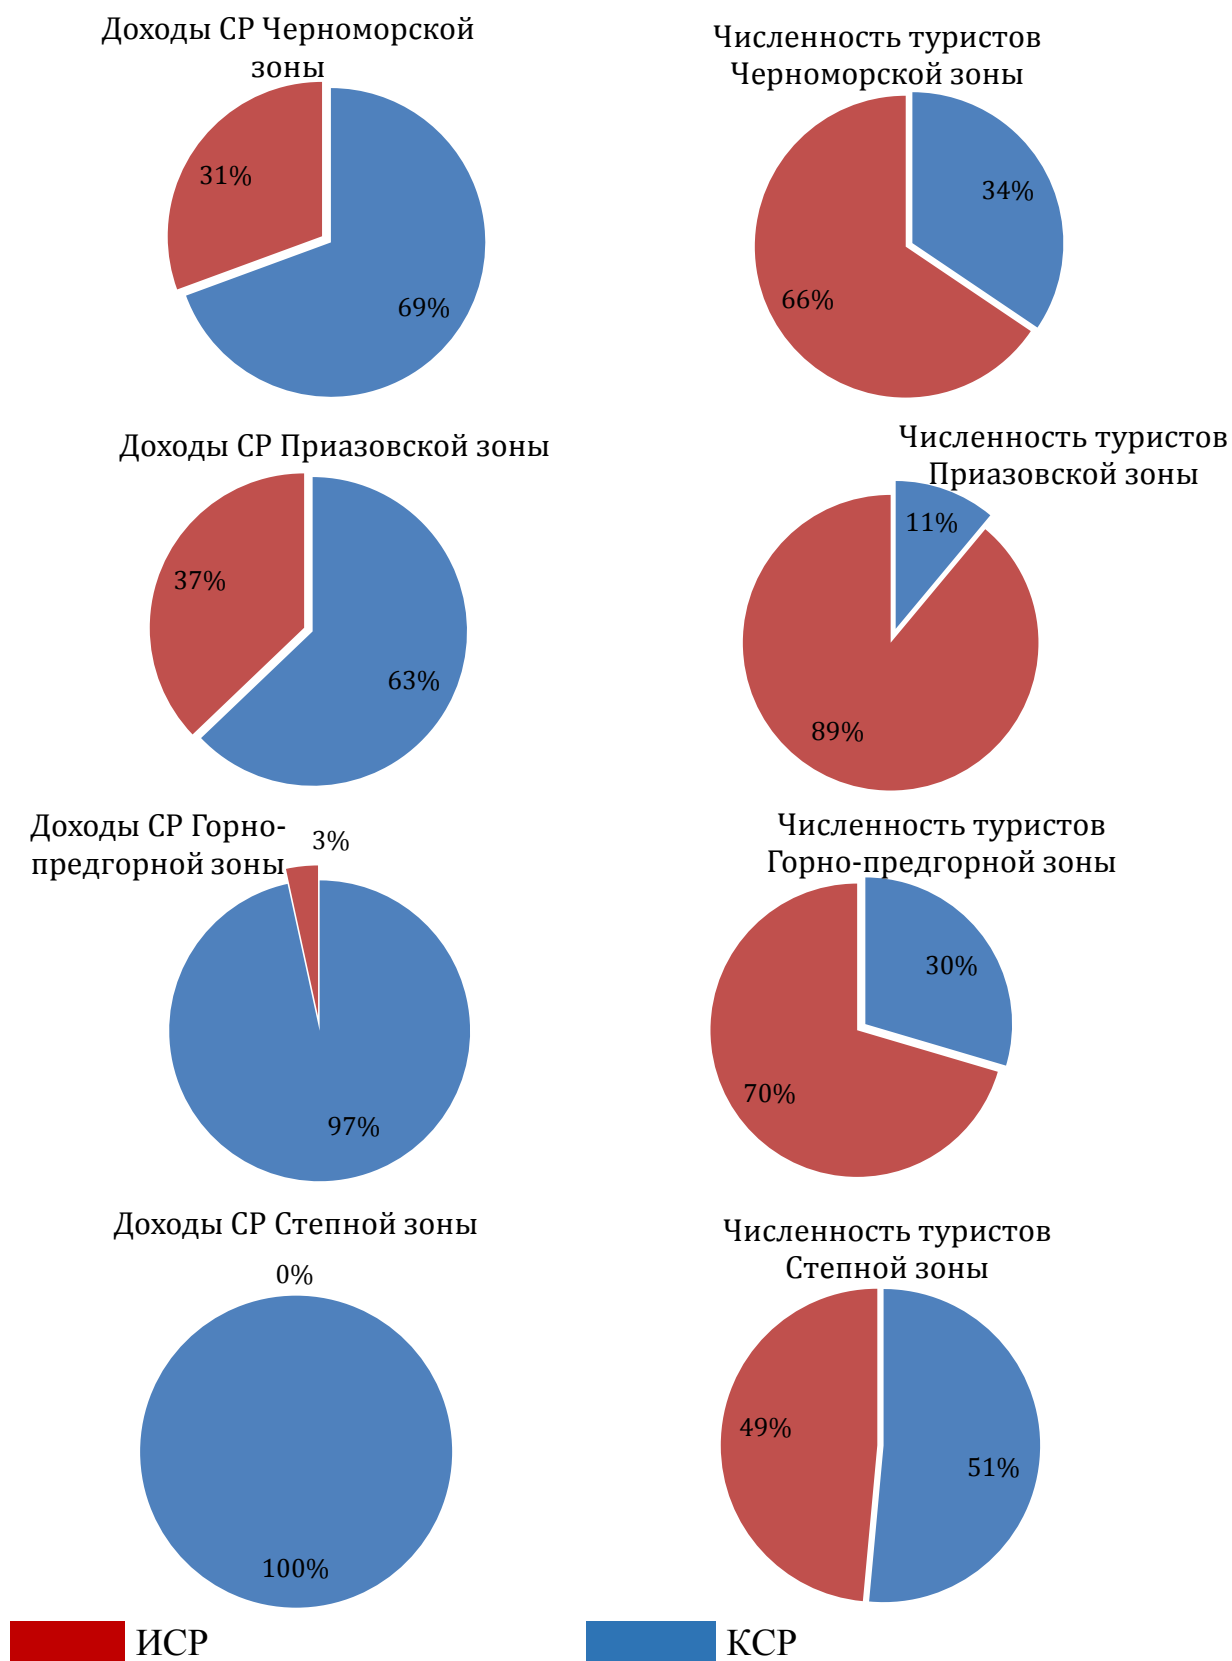 Доходы СР Черноморской
зоны
31%
69%
Численность туристов
Черноморской зоны
34%
66%
Доходы СР Приазовской зоны
37%
63%
Численность туристов
Приазовской зоны
11%
89%
Доходы СР Горно-
предгорной зоны
3%
97%
Численность туристов
Горно-предгорной зоны
30%
70%
Доходы СР Степной зоны
0%
100%
Численность туристов
Степной зоны
49%
51%
ИСР
КСР